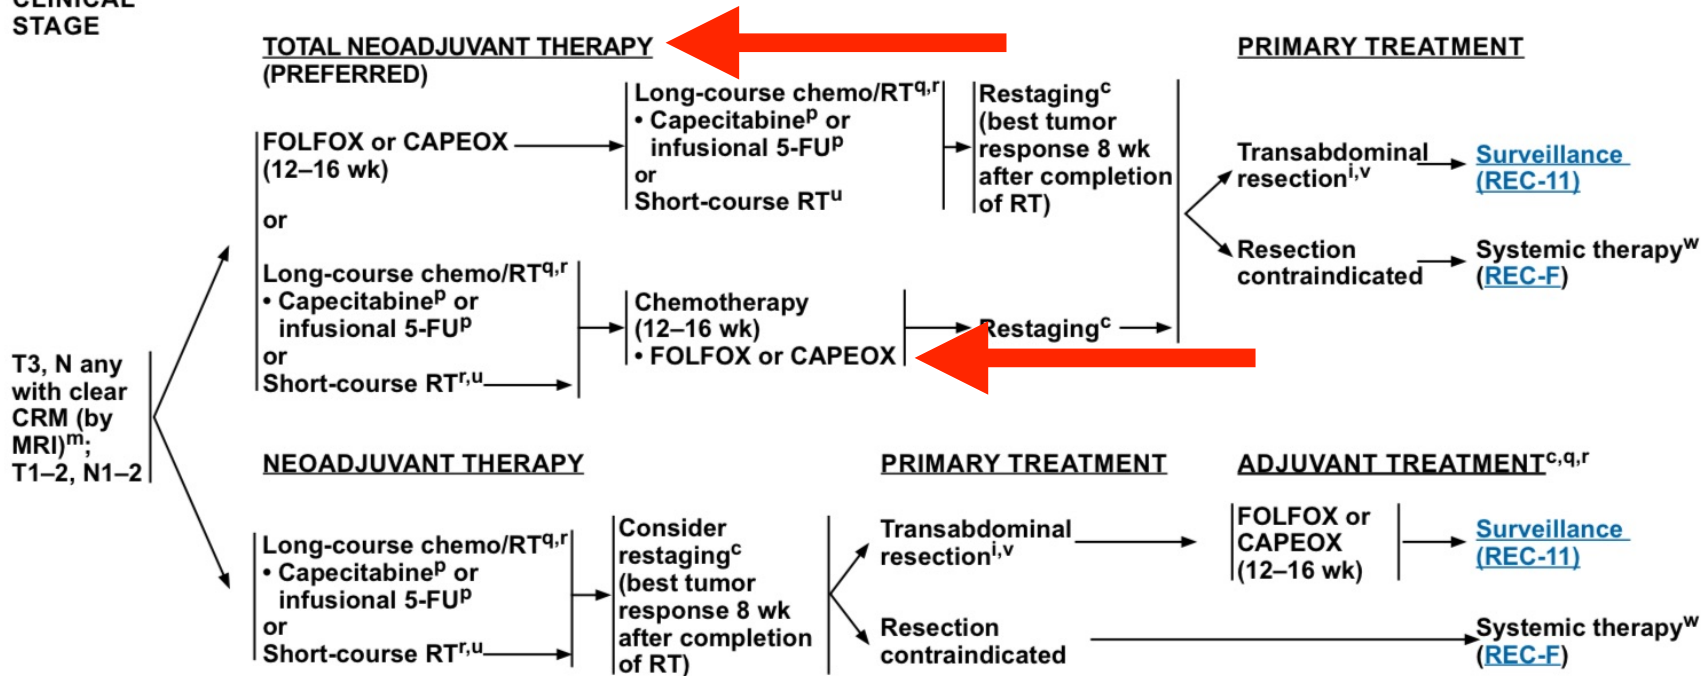 STAGE
TOTAL NEOADJUVANT THERAPY
(PREFERRED)
PRIMARY TREATMENT
FOLFOX or CAPEOX
(12–16 wk)
Long-course chemo/RTq,r
• Capecitabinep or
infusional 5-FUp
or
Short-course RTu
Restagingc
(best tumor
response 8 wk
after completion
of RT)
Transabdominal
resectioni,v
Surveillance
(REC-11)
or
Resection
contraindicated
Systemic therapyw
(REC-F)
Long-course chemo/RTq,r
• Capecitabinep or
infusional 5-FUp
or
Short-course RTr,u
Chemotherapy
(12–16 wk)
• FOLFOX or CAPEOX
Restagingc
T3, N any
with clear
CRM (by
MRI)m;
T1–2, N1–2
NEOADJUVANT THERAPY
PRIMARY TREATMENT
ADJUVANT TREATMENTc,q,r
Long-course chemo/RTq,r
• Capecitabinep or
infusional 5-FUp
or
Short-course RTr,u
Consider
restagingc
(best tumor
response 8 wk
after completion
of RT)
Transabdominal
resectioni,v
FOLFOX or
CAPEOX
(12–16 wk)
Surveillance
(REC-11)
Resection
contraindicated
Systemic therapyw
(REC-F)